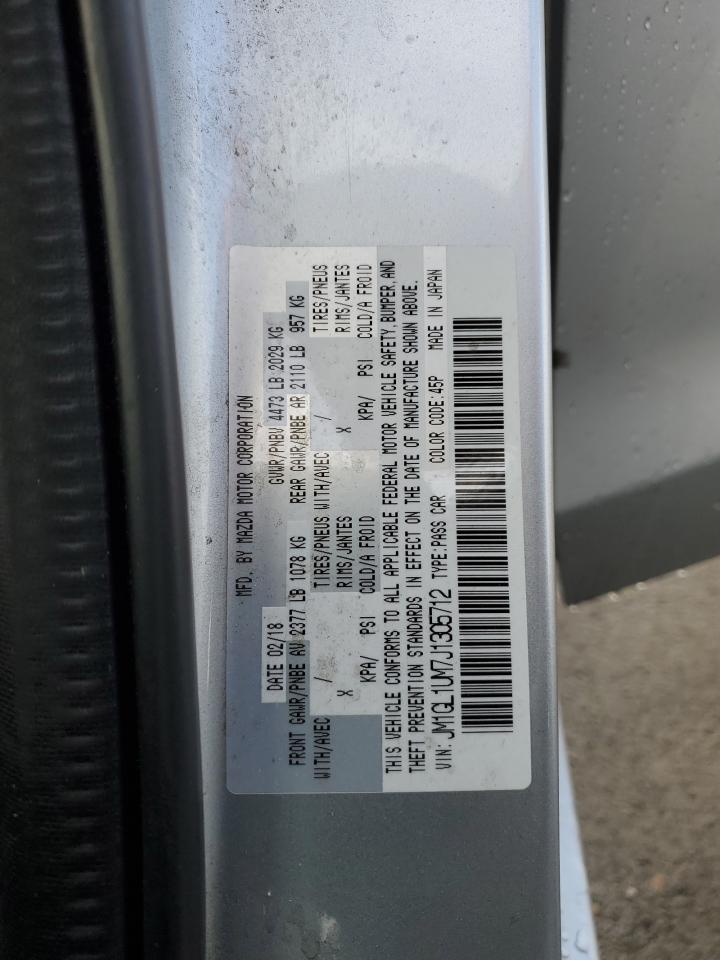 MFD. BY MAZDA MOTOR CORPORATION
DATE 02/18 GVWR/PNBV 4473 LB 2029 KG
FRONT GAWR/PNBE AV 2377 LB 1078 KG REAR GAWR/PNBE AR 2110 LB 957 KG
WITH/AVEC / TIRES/PNEUS WITH/AVEC / TIRES/PNEUS
X RIMS/JANTES X RIMS/JANTES
KPA/ PSI COLD/A FROID KPA/ PSI COLD/A FROID
THIS VEHICLE CONFORMS TO ALL APPLICABLE FEDERAL MOTOR VEHICLE SAFETY, BUMPER, AND
THEFT PREVENTION STANDARDS IN EFFECT ON THE DATE OF MANUFACTURE SHOWN ABOVE.
VIN: JM1GL1UM7J1305712 TYPE:PASS CAR COLOR CODE:45P MADE IN JAPAN